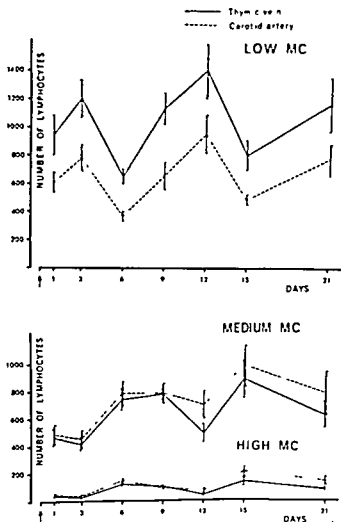 Thymic vein
Carotid artery
LOW MC
NUMBER OF LYMPHOCYTES
1400
1200
1000
800
600
400
200
0 1 3 6 9 12 15 21
DAYS
MEDIUM MC
NUMBER OF LYMPHOCYTES
1000
800
600
400
HIGH MC
200
0 1 3 6 9 12 15 21
DAYS